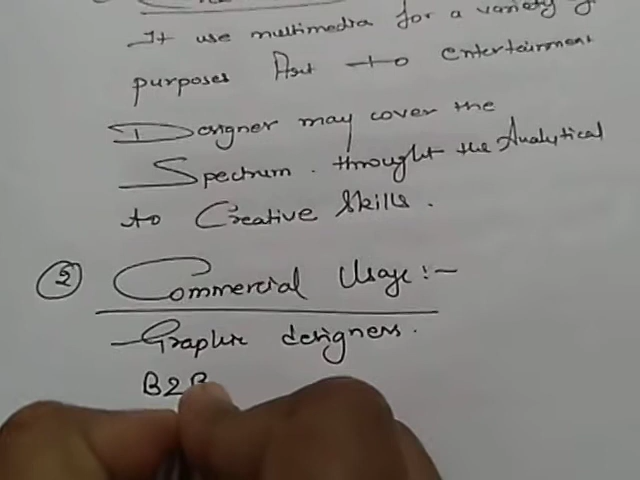 It use multimedia for a variety of
purposes Art to entertainment
Designer may cover the
Spectrum . throught the Analytical
to Creative Skills .
② Commercial Usage :-
Graphic designers .
B2B